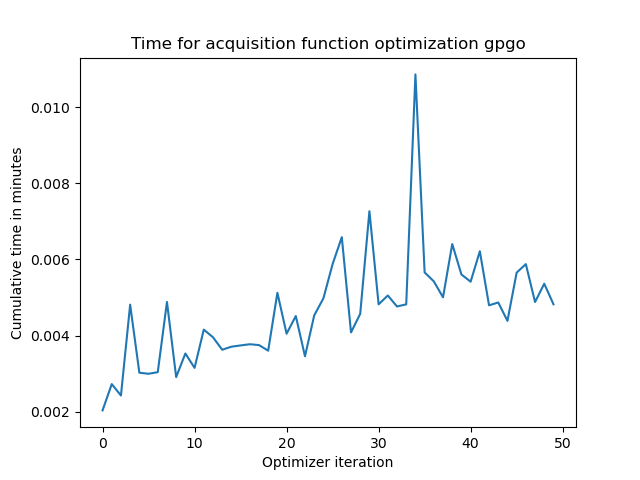 Time for acquisition function optimization gpgo
Cumulative time in minutes
0.010
0.008
0.006
0.004
0.002
0 10 20 30 40 50
Optimizer iteration